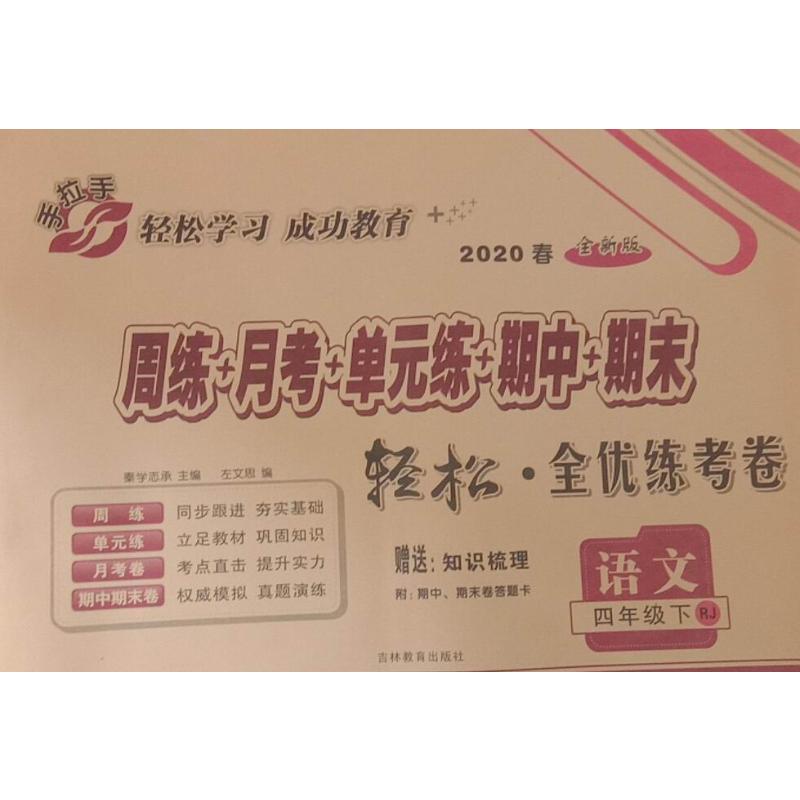 手拉手
轻松学习 成功教育
2020春 全新版
周练+月考+单元练+期中+期末
秦学志承 主编 左文思 编
轻松·全优练考卷
周 练 同步跟进 夯实基础
单元练 立足教材 巩固知识
月考卷 考点直击 提升实力
期中期末卷 权威模拟 真题演练
赠送:知识梳理
附:期中、期末卷答题卡
语文
四年级下 RJ
吉林教育出版社